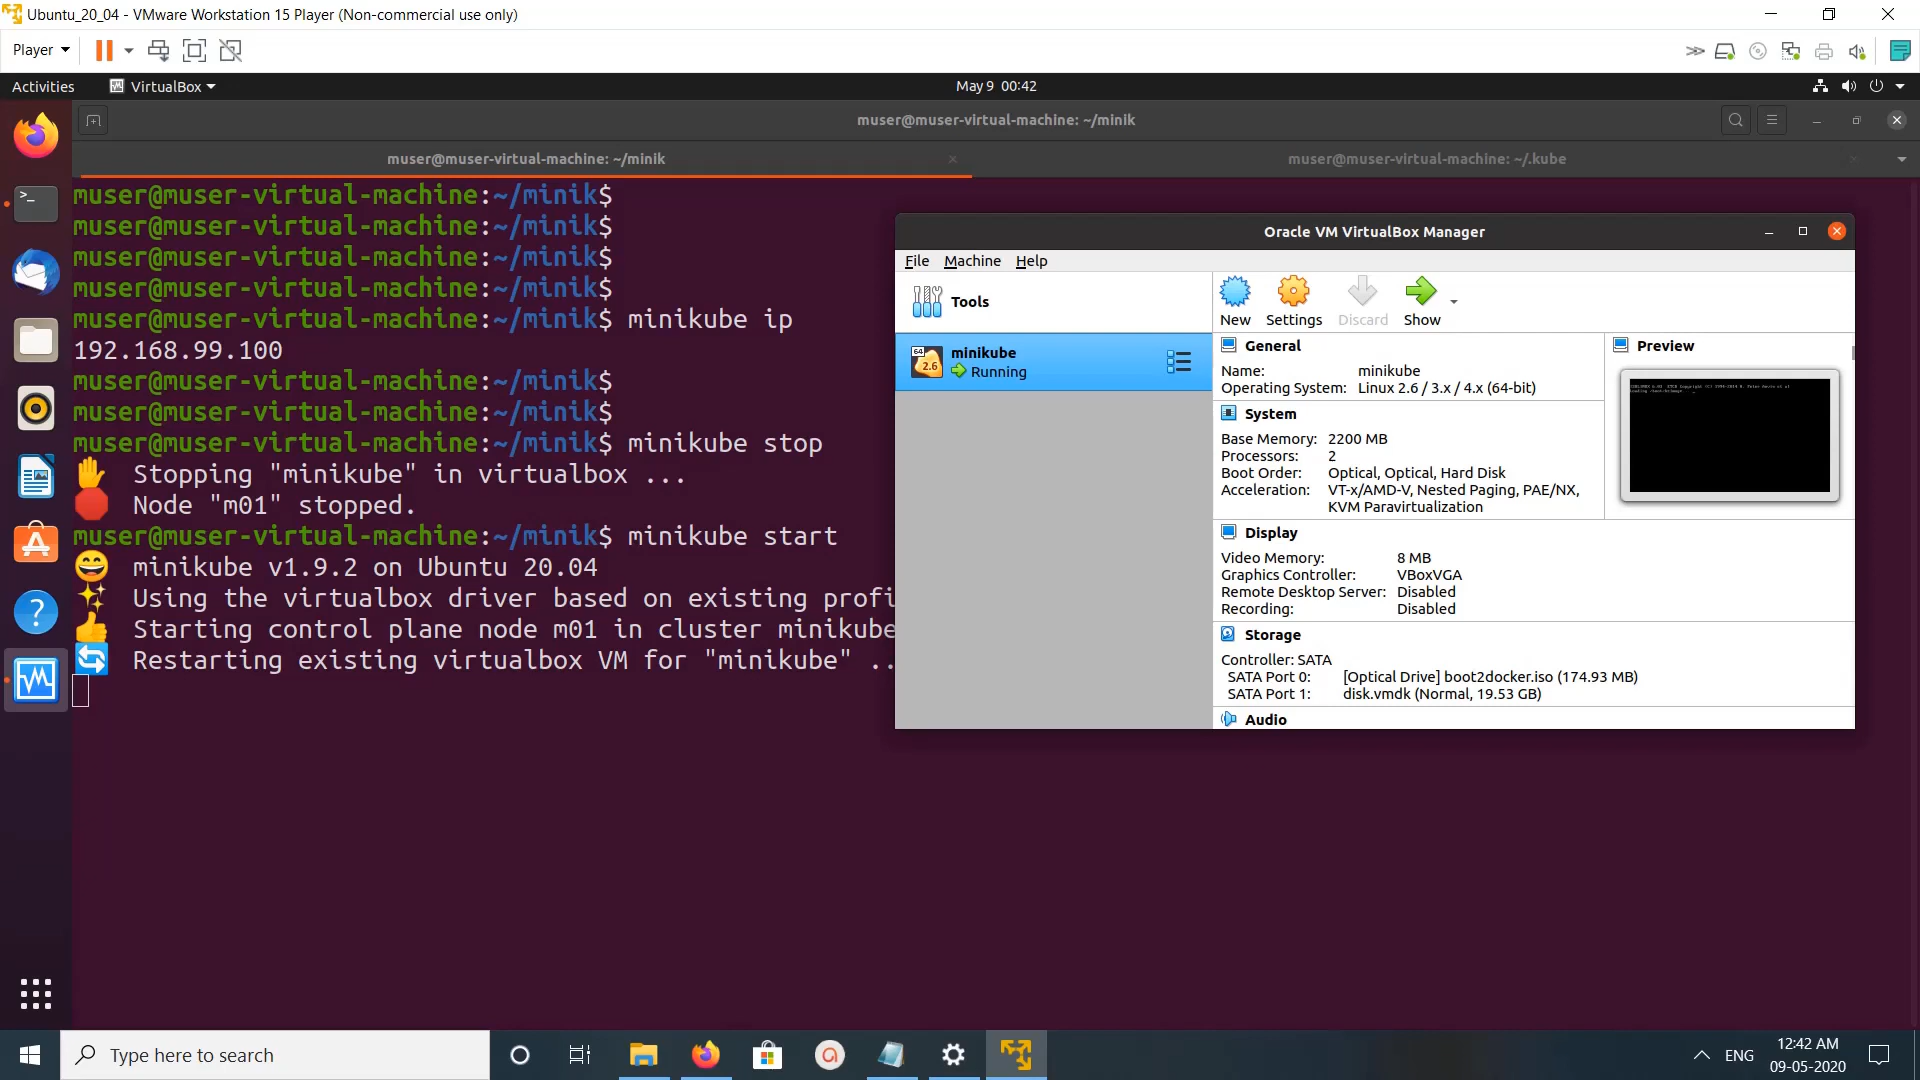 Ubuntu_20_04 - VMware Workstation 15 Player (Non-commercial use only)
Player
Activities
VirtualBox
May 9 00:42
muser@muser-virtual-machine: ~/minik
muser@muser-virtual-machine: ~/minik
muser@muser-virtual-machine: ~/.kube
muser@muser-virtual-machine:~/minik$
muser@muser-virtual-machine:~/minik$
muser@muser-virtual-machine:~/minik$
muser@muser-virtual-machine:~/minik$
muser@muser-virtual-machine:~/minik$ minikube ip
192.168.99.100
muser@muser-virtual-machine:~/minik$
muser@muser-virtual-machine:~/minik$
muser@muser-virtual-machine:~/minik$ minikube stop
Stopping "minikube" in virtualbox ...
Node "m01" stopped.
muser@muser-virtual-machine:~/minik$ minikube start
minikube v1.9.2 on Ubuntu 20.04
Using the virtualbox driver based on existing profi
Starting control plane node m01 in cluster minikube
Restarting existing virtualbox VM for "minikube" ..
Oracle VM VirtualBox Manager
File Machine Help
Tools
New Settings Discard Show
64
2.6
minikube
Running
General
Name: minikube
Operating System: Linux 2.6 / 3.x / 4.x (64-bit)
Preview
System
Base Memory: 2200 MB
Processors: 2
Boot Order: Optical, Optical, Hard Disk
Acceleration: VT-x/AMD-V, Nested Paging, PAE/NX,
KVM Paravirtualization
Display
Video Memory: 8 MB
Graphics Controller: VBoxVGA
Remote Desktop Server: Disabled
Recording: Disabled
Storage
Controller: SATA
SATA Port 0: [Optical Drive] boot2docker.iso (174.93 MB)
SATA Port 1: disk.vmdk (Normal, 19.53 GB)
Audio
Type here to search
ENG
12:42 AM
09-05-2020